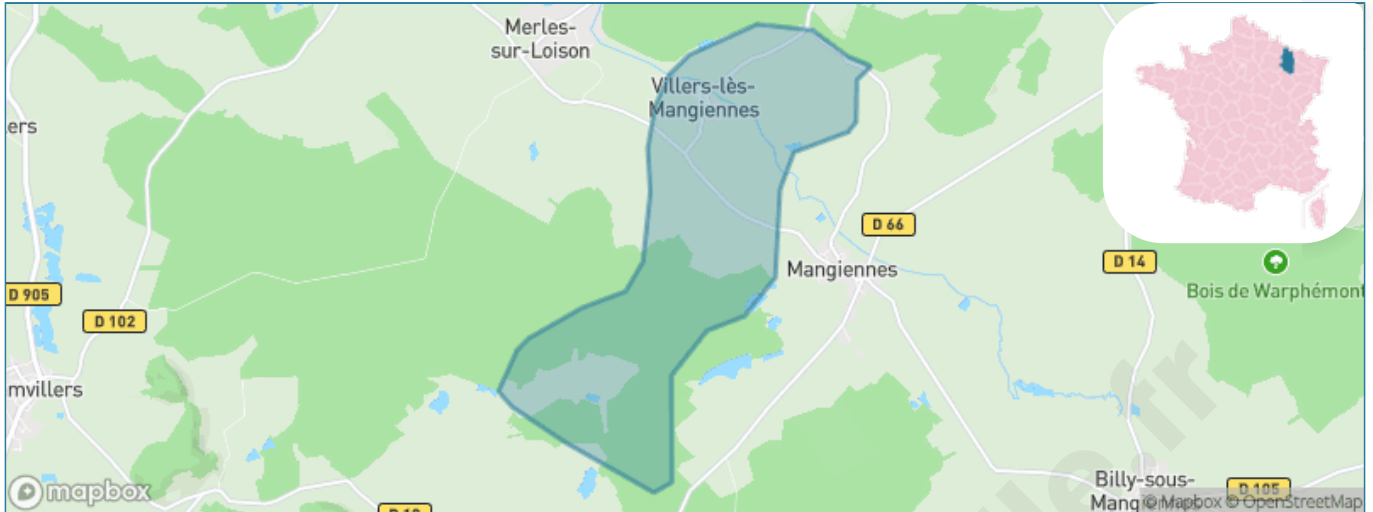 Merles-
sur-Loison
Villers-lès-
Mangiennes
ers
D 66
Mangiennes
D 14
Bois de Warphémont
D 905
D 102
mvillers
mapbox
Billy-sous-
D 105
© Mapbox © OpenStreetMap